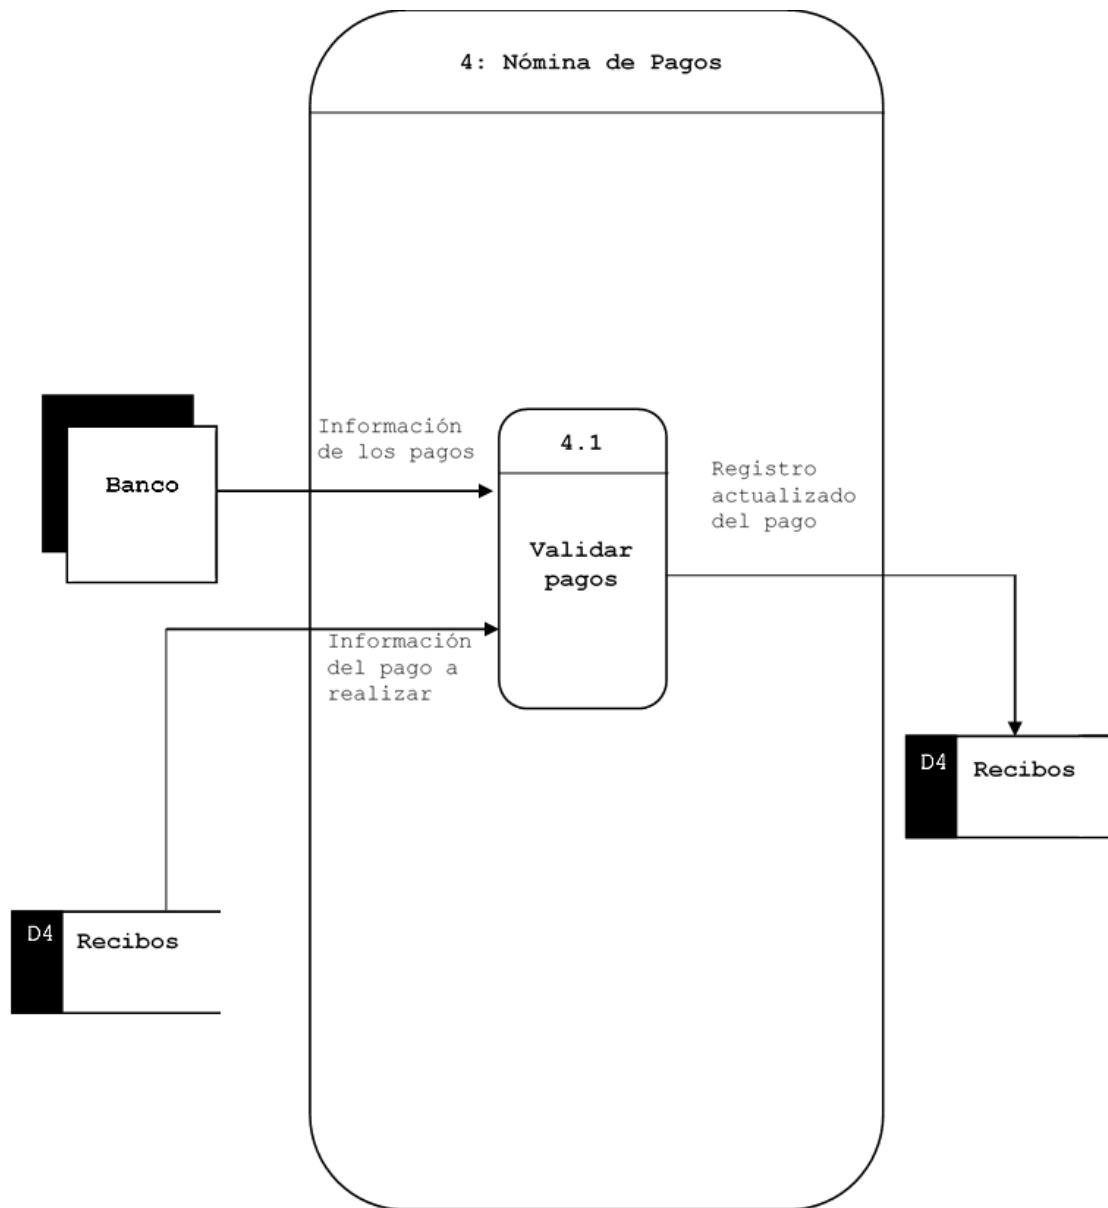 4: Nómina de Pagos
Información
de los pagos
4.1
Banco
Registro
actualizado
del pago
Validar
pagos
Información
del pago a
realizar
D4
Recibos
D4
Recibos